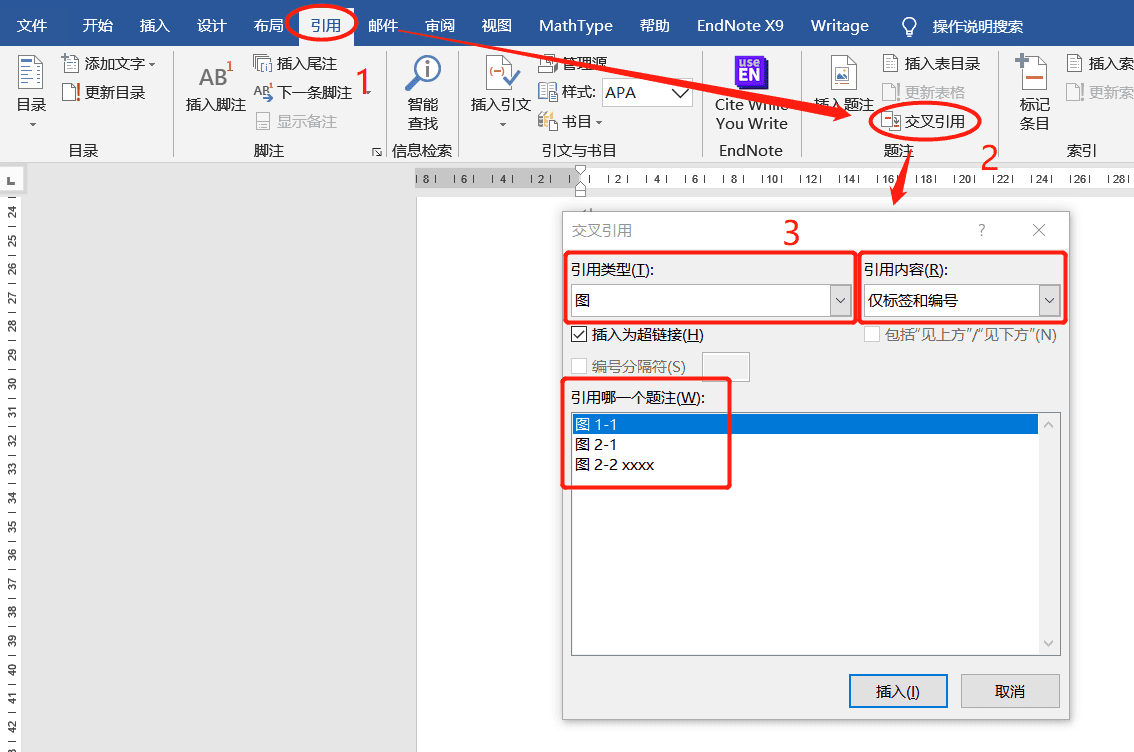 文件 开始 插入 设计 布局 引用 邮件 审阅 视图 MathType 帮助 EndNote X9 Writage 操作说明搜索
目录
添加文字
更新目录
目录
AB1
插入脚注
插入尾注
AB1 下一条脚注
显示备注
脚注
1
智能
查找
信息检索
插入引文
管理源
样式: APA
书目
引文与书目
use
EN
Cite While
You Write
EndNote
插入题注
插入表目录
更新表格
交叉引用
题注
2
标记
条目
插入索
更新索
索引
L
8 6 4 2 2 4 6 8 10 12 14 16 18 20 22 24 26 28
24
25
26
27
28
29
30
31
32
33
34
35
36
37
38
39
40
41
42
交叉引用 3 ?
引用类型(T): 引用内容(R):
图 仅标签和编号
插入为超链接(H) 包括“见上方”/“见下方”(N)
编号分隔符(S)
引用哪一个题注(W):
图 1-1
图 2-1
图 2-2 xxxx
插入(I) 取消